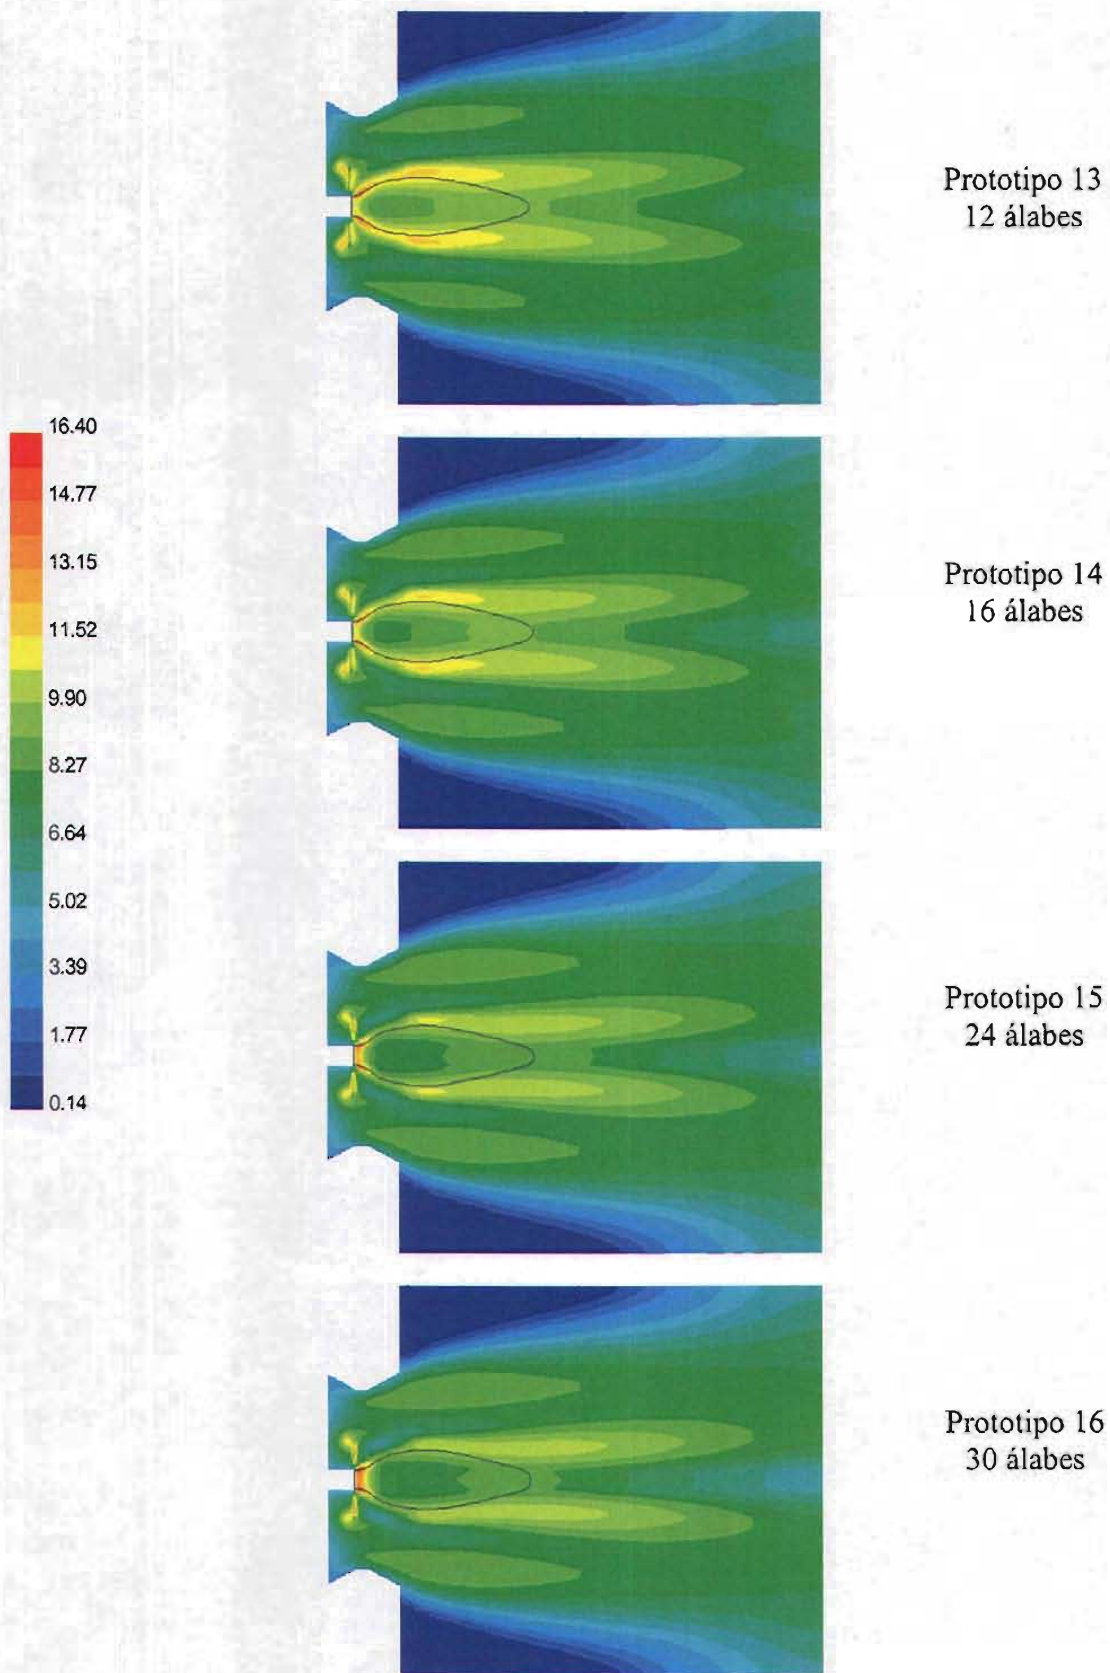 Prototipo 13
12 álabes
16.40
14.77
13.15
11.52
9.90
8.27
6.64
5.02
3.39
1.77
0.14
Prototipo 14
16 álabes
Prototipo 15
24 álabes
Prototipo 16
30 álabes